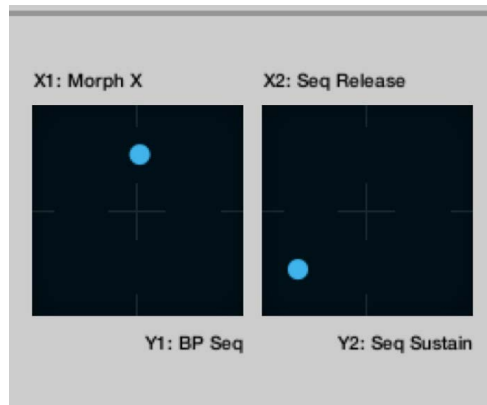 X1: Morph X
X2: Seq Release
Y1: BP Seq
Y2: Seq Sustain